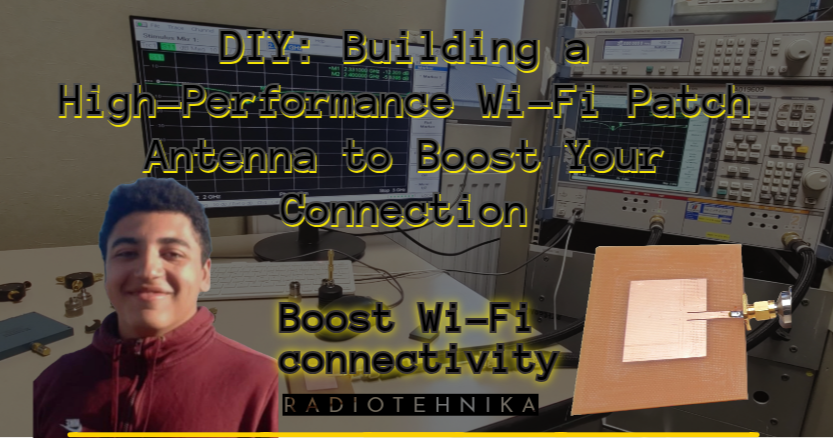 DIY: Building a
High-Performance Wi-Fi Patch
Antenna to Boost Your
Connection
Boost Wi-Fi
connectivity
RADIOTEHNIKA